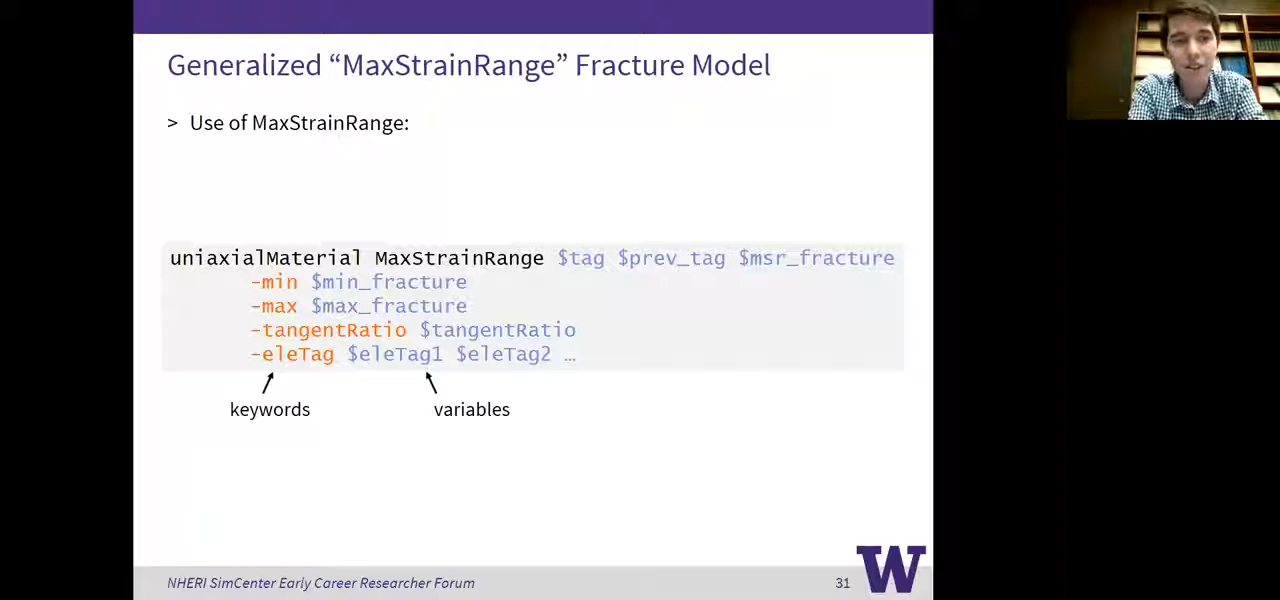 Generalized “MaxStrainRange” Fracture Model
> Use of MaxStrainRange:
uniaxialMaterial MaxStrainRange $tag $prev_tag $msr_fracture
-min $min_fracture
-max $max_fracture
-tangentRatio $tangentRatio
-eleTag $eleTag1 $eleTag2 …
keywords variables
NHERI SimCenter Early Career Researcher Forum 31
W